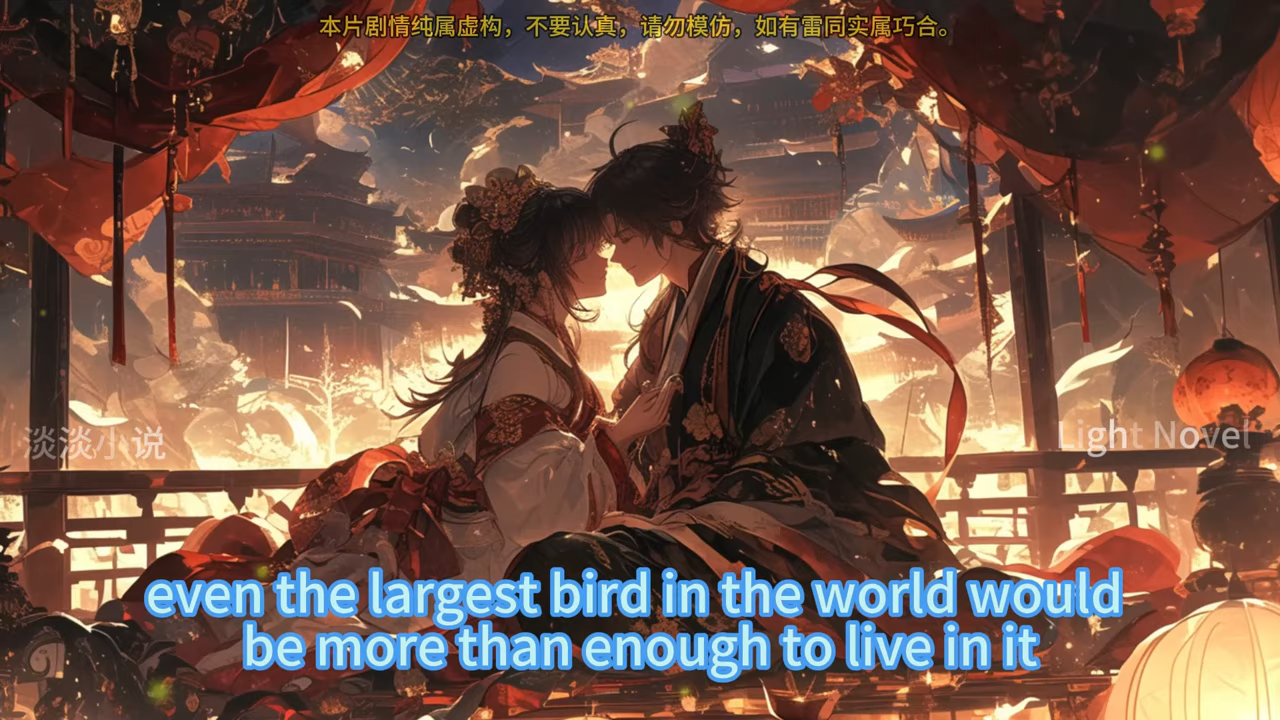 本片剧情纯属虚构，不要认真，请勿模仿，如有雷同实属巧合。
淡淡小说
Light Novel
even the largest bird in the world would
be more than enough to live in it